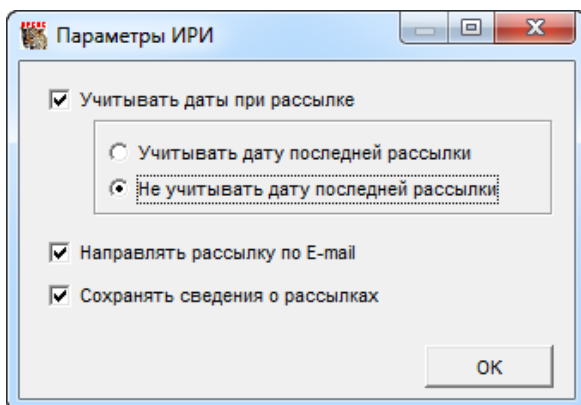 Параметры ИРИ
Учитывать даты при рассылке
Учитывать дату последней рассылки
Не учитывать дату последней рассылки
Направлять рассылку по E-mail
Сохранять сведения о рассылках
OK